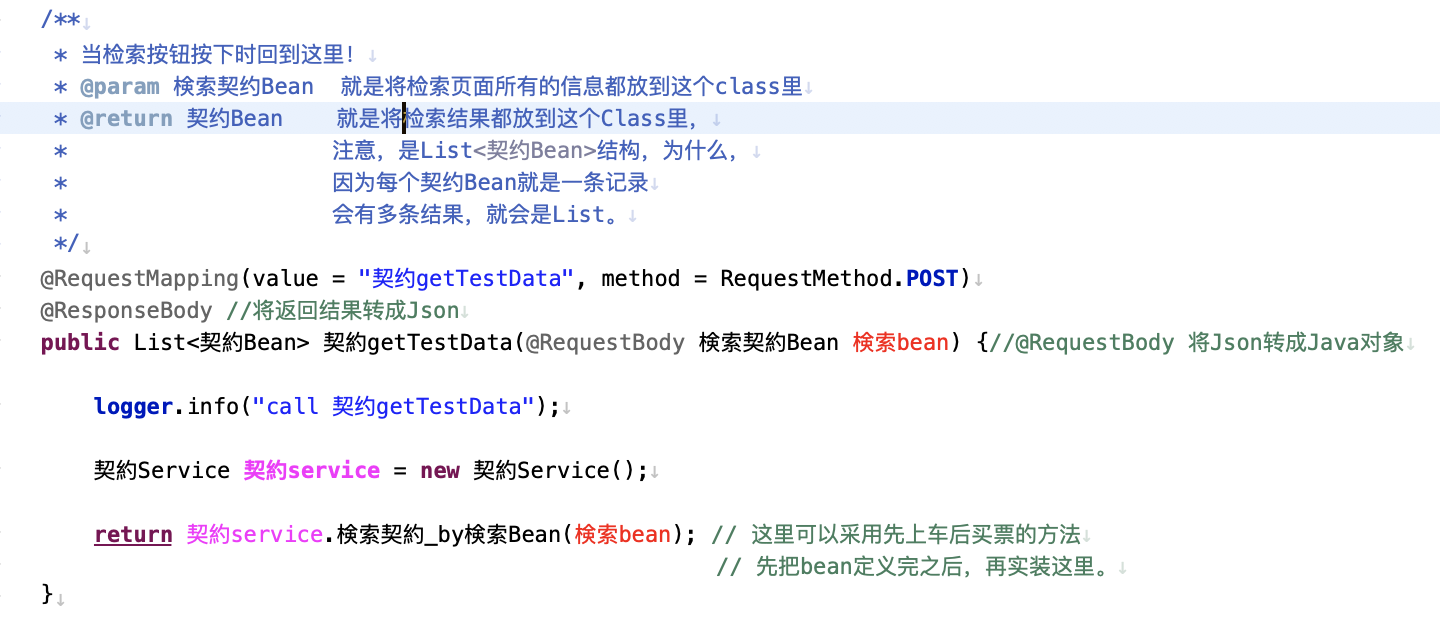 /**↓
* 当检索按钮按下时回到这里！↓
* @param 検索契约Bean  就是将检索页面所有的信息都放到这个class里↓
* @return 契约Bean    就是将检索结果都放到这个Class里，↓
*                    注意，是List<契约Bean>结构，为什么，↓
*                    因为每个契约Bean就是一条记录↓
*                    会有多条结果，就会是List。↓
*/↓
@RequestMapping(value = "契約getTestData", method = RequestMethod.POST)↓
@ResponseBody //将返回结果转成Json↓
public List<契約Bean> 契約getTestData(@RequestBody 検索契約Bean 検索bean) {//@RequestBody 将Json转成Java对象↓
logger.info("call 契約getTestData");↓
契約Service 契約service = new 契約Service();↓
return 契約service.検索契約_by検索Bean(検索bean); // 这里可以采用先上车后买票的方法↓
// 先把bean定义完之后，再实装这里。↓
}↓